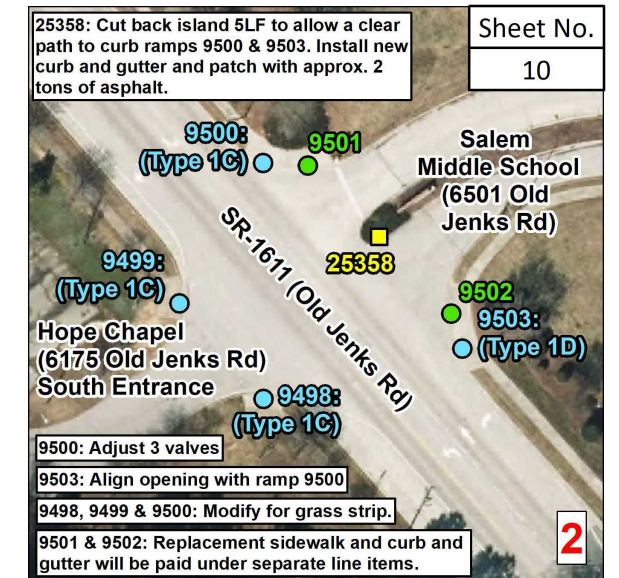 25358: Cut back island 5LF to allow a clear
path to curb ramps 9500 & 9503. Install new
curb and gutter and patch with approx. 2
tons of asphalt.
Sheet No.
10
9500:
(Type 1C)
9501
Salem
Middle School
(6501 Old
Jenks Rd)
SR-1611 (Old Jenks Rd)
25358
9499:
(Type 1C)
9502
9503:
(Type 1D)
Hope Chapel
(6175 Old Jenks Rd)
South Entrance
9498:
(Type 1C)
9500: Adjust 3 valves
9503: Align opening with ramp 9500
9498, 9499 & 9500: Modify for grass strip.
9501 & 9502: Replacement sidewalk and curb and
gutter will be paid under separate line items.
2